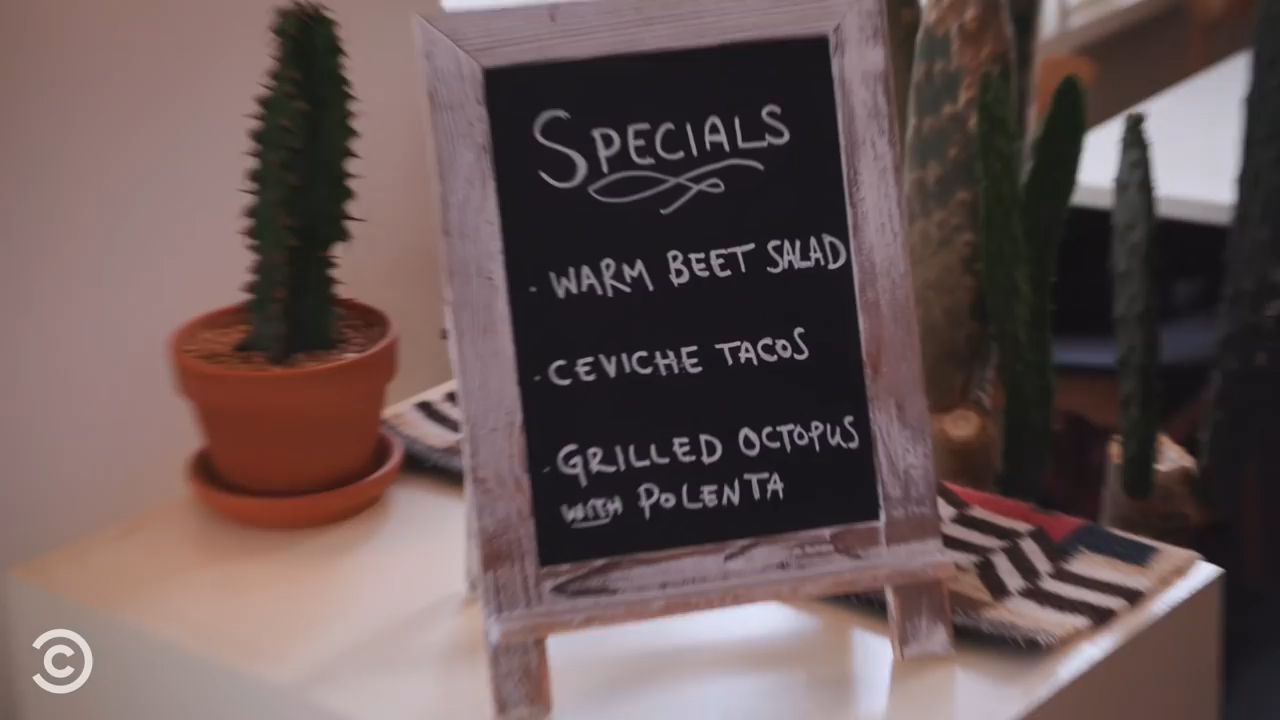 SPECIALS
· WARM BEET SALAD
· CEVICHE TACOS
· GRILLED OCTOPUS
WITH POLENTA